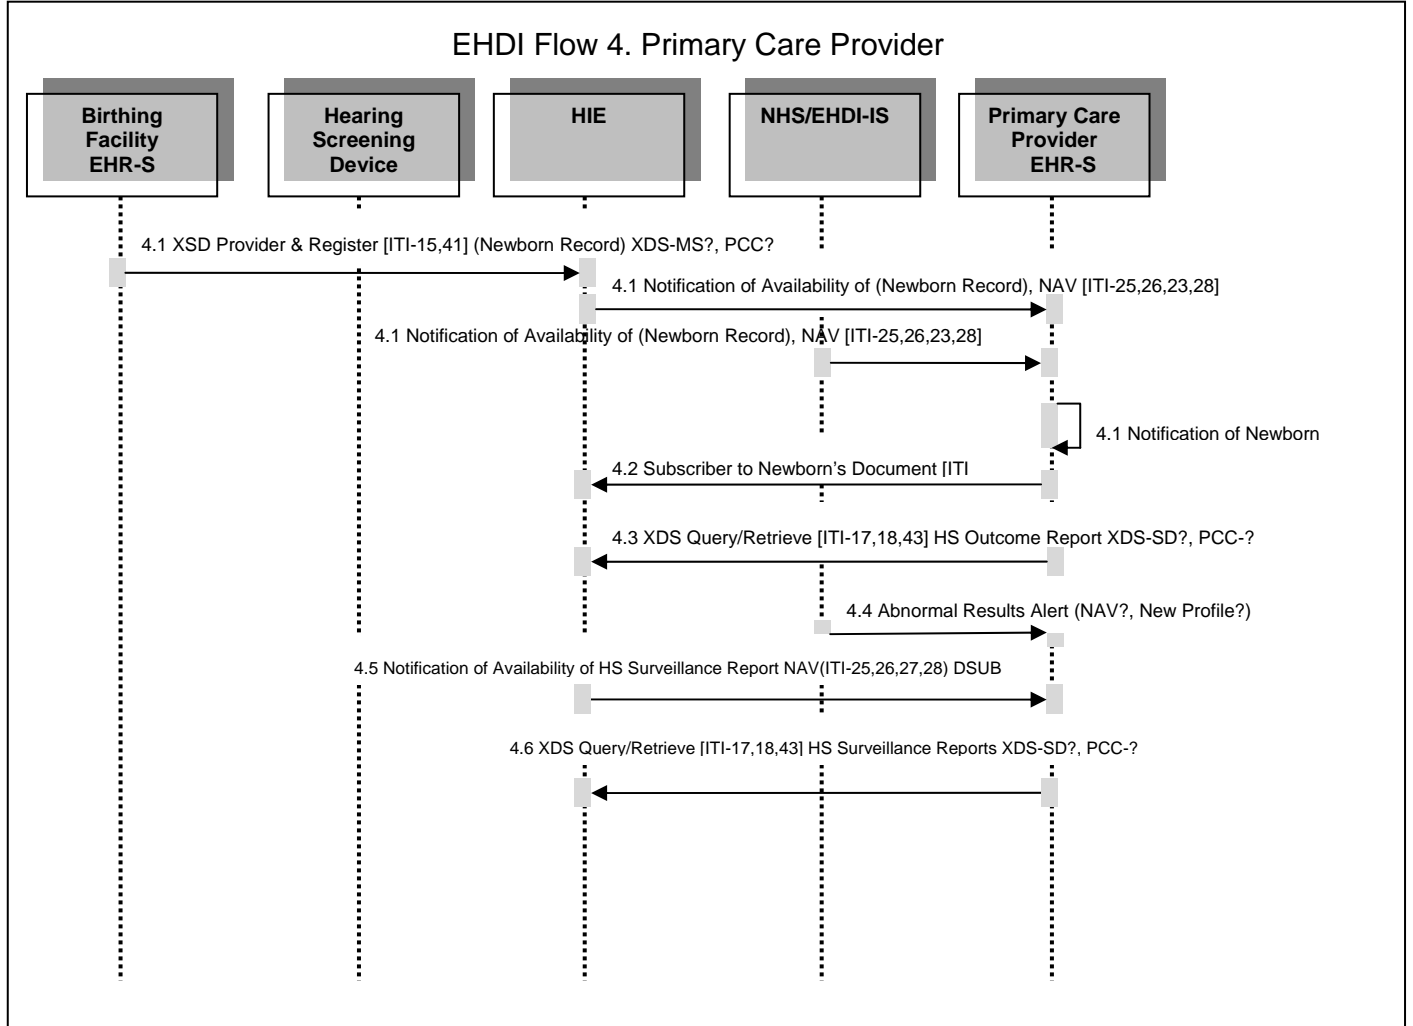 EHDI Flow 4. Primary Care Provider
Birthing
Facility
EHR-S
Hearing
Screening
Device
HIE
NHS/EHDI-IS
Primary Care
Provider
EHR-S
4.1 XSD Provider & Register [ITI-15,41] (Newborn Record) XDS-MS?, PCC?
4.1 Notification of Availability of (Newborn Record), NAV [ITI-25,26,23,28]
4.1 Notification of Availability of (Newborn Record), NAV [ITI-25,26,23,28]
4.1 Notification of Newborn
4.2 Subscriber to Newborn’s Document [ITI
4.3 XDS Query/Retrieve [ITI-17,18,43] HS Outcome Report XDS-SD?, PCC-?
4.4 Abnormal Results Alert (NAV?, New Profile?)
4.5 Notification of Availability of HS Surveillance Report NAV(ITI-25,26,27,28) DSUB
4.6 XDS Query/Retrieve [ITI-17,18,43] HS Surveillance Reports XDS-SD?, PCC-?